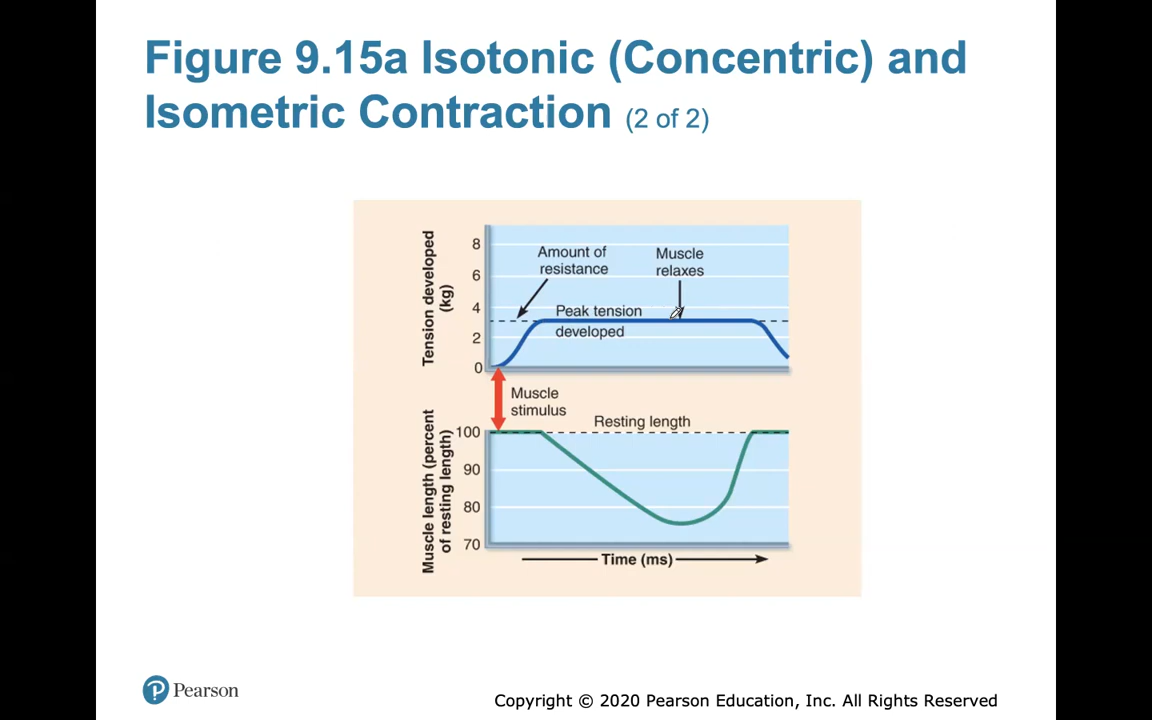 Figure 9.15a Isotonic (Concentric) and
Isometric Contraction (2 of 2)
Tension developed
(kg)
8
6
4
2
0
Amount of
resistance
Muscle
relaxes
Peak tension
developed
Muscle
stimulus
Muscle length (percent
of resting length)
100
90
80
70
Resting length
Time (ms)
Pearson
Copyright © 2020 Pearson Education, Inc. All Rights Reserved